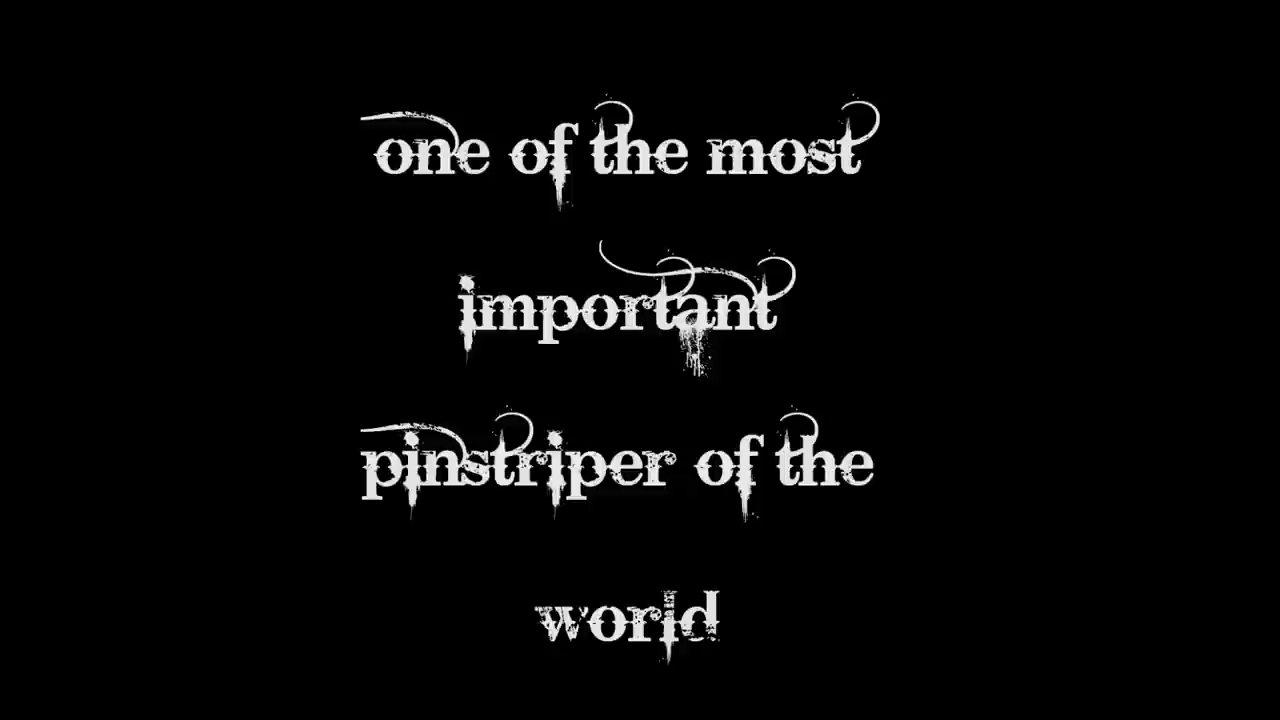 one of the most
important
pinstriper of the
world